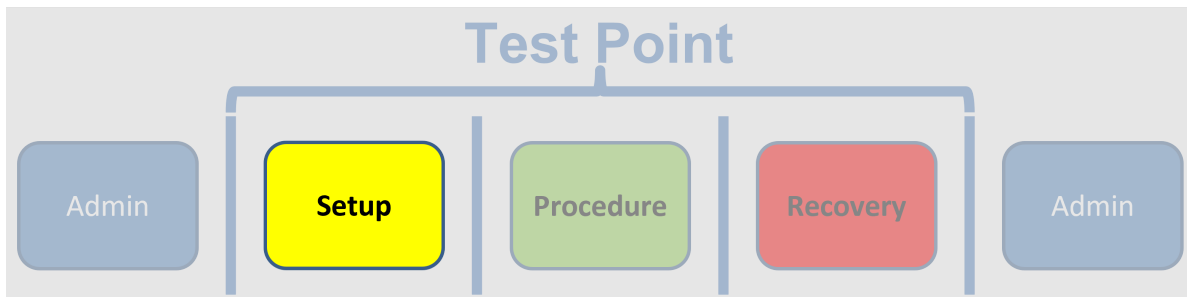 Test Point
Admin
Setup
Procedure
Recovery
Admin